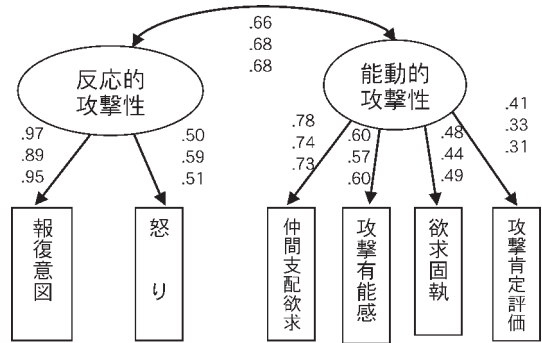 .66
.68
.68
反応的
攻撃性
能動的
攻撃性
.97
.89
.95
.50
.59
.51
.78
.74
.73
.60
.57
.60
.48
.44
.49
.41
.33
.31
報復意図
怒り
仲間支配欲求
攻撃有能感
欲求固執
攻撃肯定評価